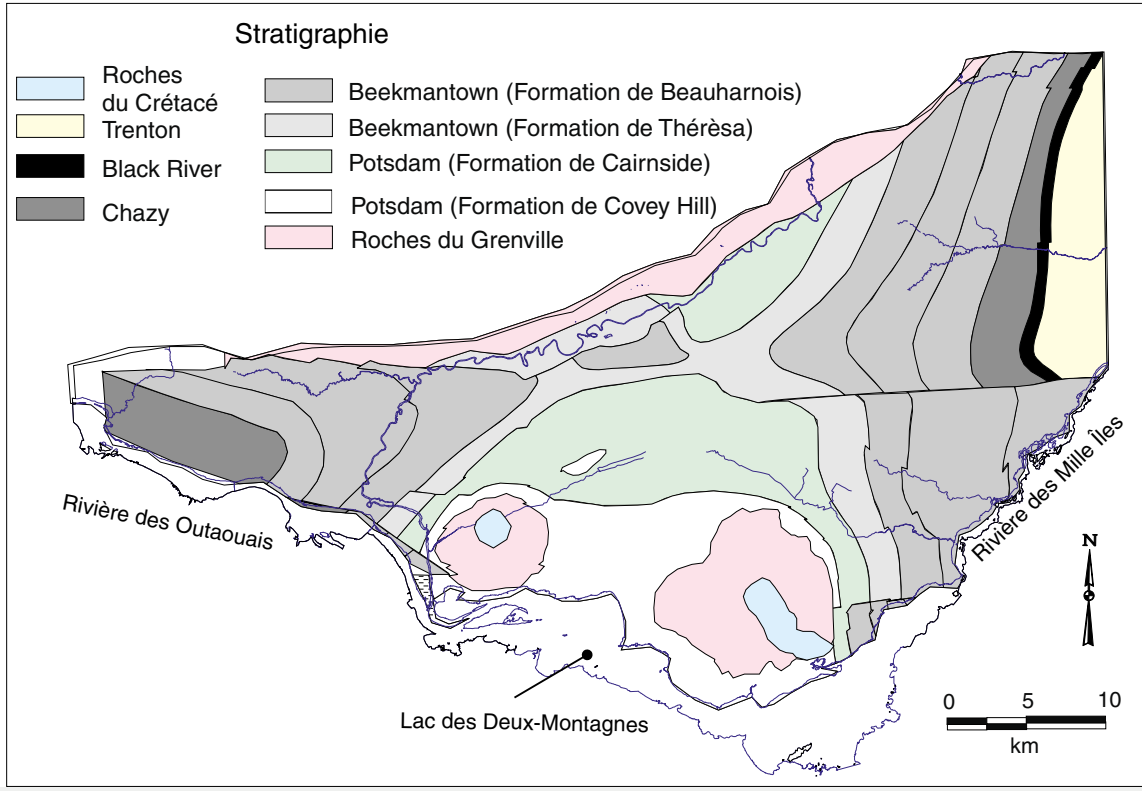 Stratigraphie
Roches
du Crétacé
Trenton
Black River
Chazy
Beekmantown (Formation de Beauharnois)
Beekmantown (Formation de Thérèsa)
Potsdam (Formation de Cairnside)
Potsdam (Formation de Covey Hill)
Roches du Grenville
Rivière des Outaouais
Rivière des Mille Îles
Lac des Deux-Montagnes
N
0 5 10
km